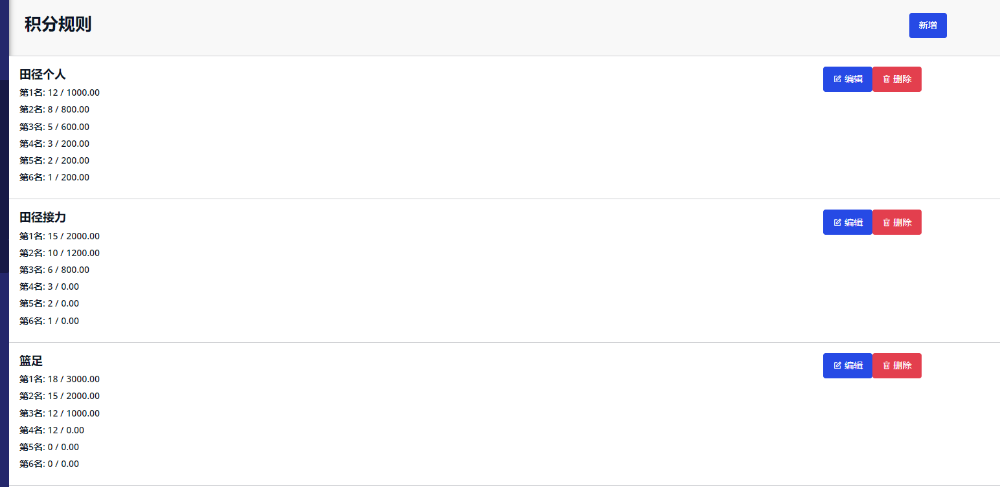 积分规则
新增
田径个人
编辑 删除
第1名: 12 / 1000.00
第2名: 8 / 800.00
第3名: 5 / 600.00
第4名: 3 / 200.00
第5名: 2 / 200.00
第6名: 1 / 200.00
田径接力
编辑 删除
第1名: 15 / 2000.00
第2名: 10 / 1200.00
第3名: 6 / 800.00
第4名: 3 / 0.00
第5名: 2 / 0.00
第6名: 1 / 0.00
篮足
编辑 删除
第1名: 18 / 3000.00
第2名: 15 / 2000.00
第3名: 12 / 1000.00
第4名: 12 / 0.00
第5名: 0 / 0.00
第6名: 0 / 0.00